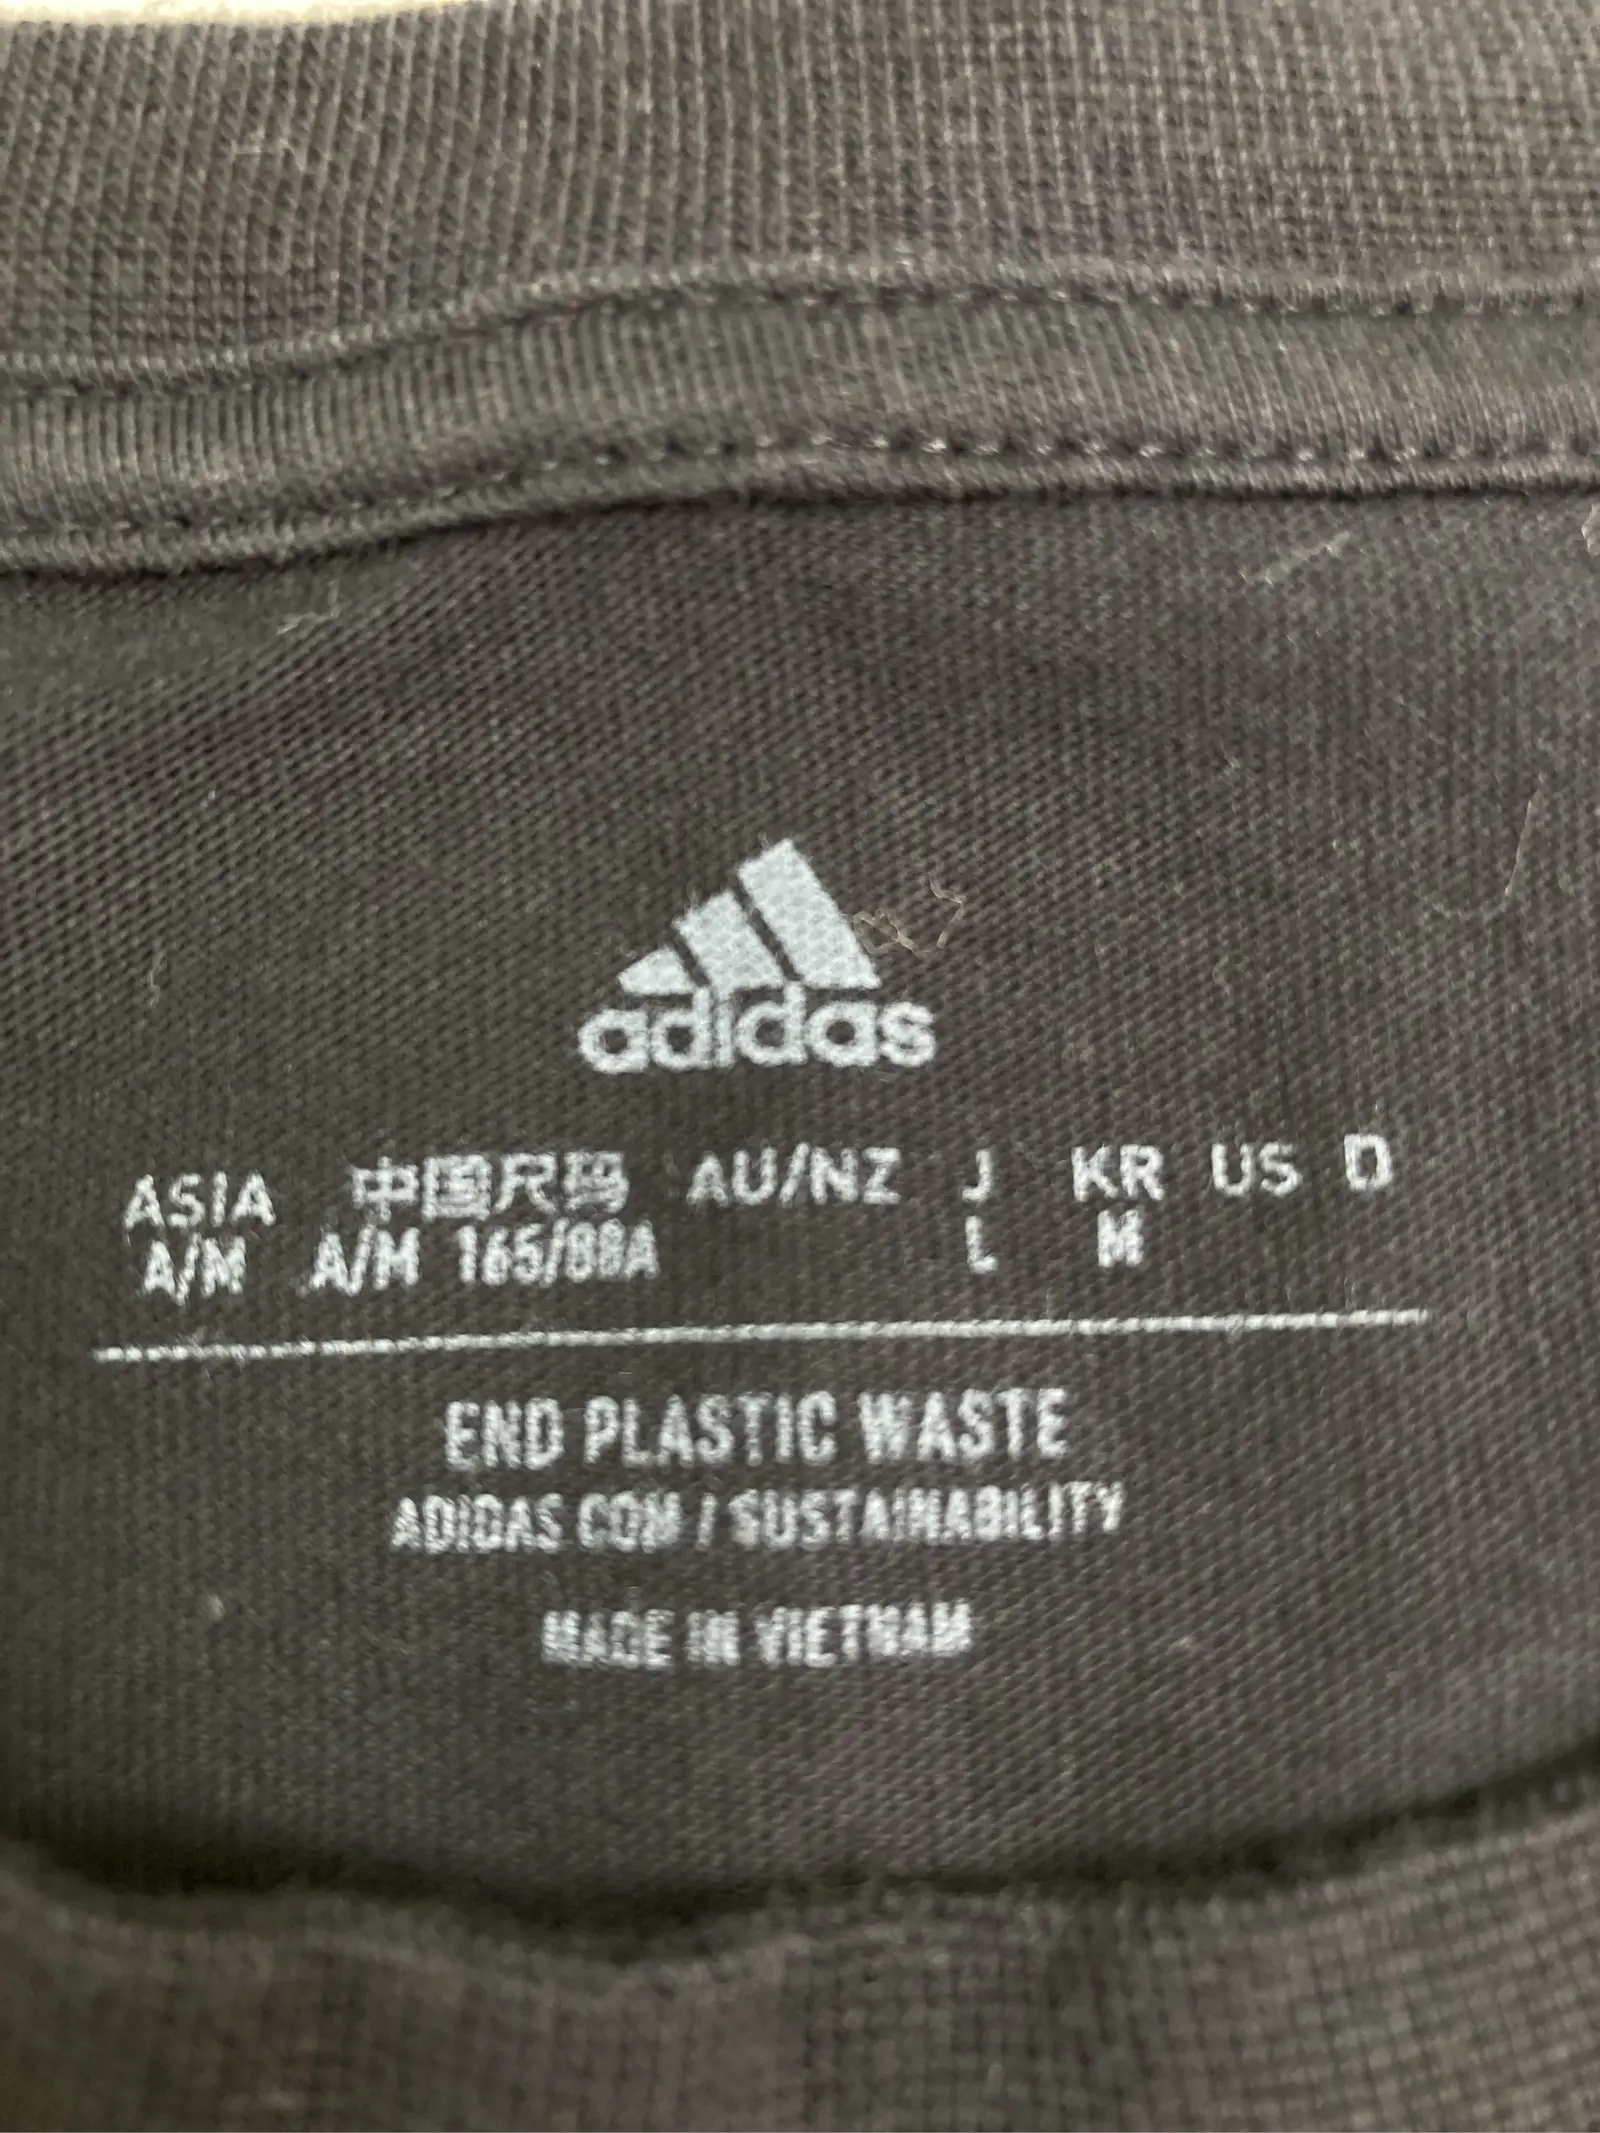 adidas
ASIA 中国尺码 AU/NZ J KR US D
A/M A/M 165/88A L M
END PLASTIC WASTE
ADIDAS.COM / SUSTAINABILITY
MADE IN VIETNAM